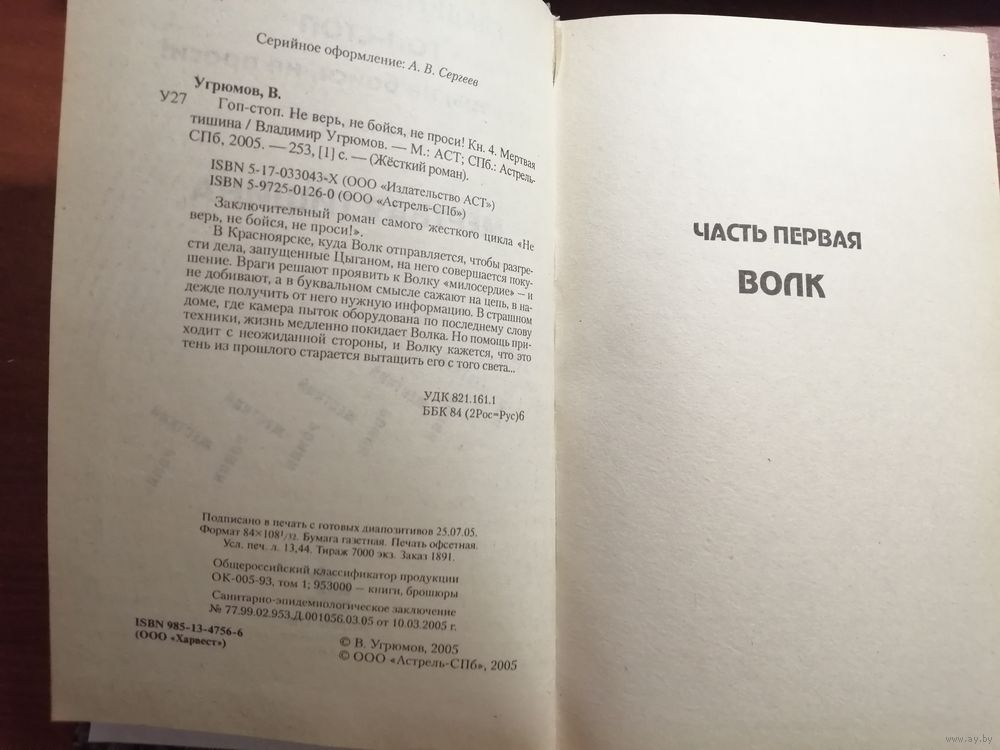 Серийное оформление: А. В. Сергеев
Угрюмов, В.
У27
Гоп-стоп. Не верь, не бойся, не проси! Кн. 4. Мертвая
тишина / Владимир Угрюмов. — М.: АСТ; СПб.: Астрель-
СПб, 2005. — 253, [1] с. — (Жёсткий роман).
ISBN 5-17-033043-X (ООО «Издательство АСТ»)
ISBN 5-9725-0126-0 (ООО «Астрель-СПб»)
Заключительный роман самого жесткого цикла «Не
верь, не бойся, не проси!».
В Красноярске, куда Волк отправляется, чтобы разгре-
сти дела, запущенные Цыганом, на него совершается поку-
шение. Враги решают проявить к Волку «милосердие» — и
не добивают, а в буквальном смысле сажают на цепь, в на-
дежде получить от него нужную информацию. В страшном
доме, где камера пыток оборудована по последнему слову
техники, жизнь медленно покидает Волка. Но помощь при-
ходит с неожиданной стороны, и Волку кажется, что это
тень из прошлого старается вытащить его с того света...
УДК 821.161.1
ББК 84 (2Рос=Рус)6
Подписано в печать с готовых диапозитивов 25.07.05.
Формат 84×108 1/32. Бумага газетная. Печать офсетная.
Усл. печ. л. 13,44. Тираж 7000 экз. Заказ 1891.
Общероссийский классификатор продукции
ОК-005-93, том 1; 953000 — книги, брошюры
Санитарно-эпидемиологическое заключение
№ 77.99.02.953.Д.001056.03.05 от 10.03.2005 г.
ISBN 985-13-4756-6
(ООО «Харвест»)
© В. Угрюмов, 2005
© ООО «Астрель-СПб», 2005
ЧАСТЬ ПЕРВАЯ
ВОЛК
www.ay.by